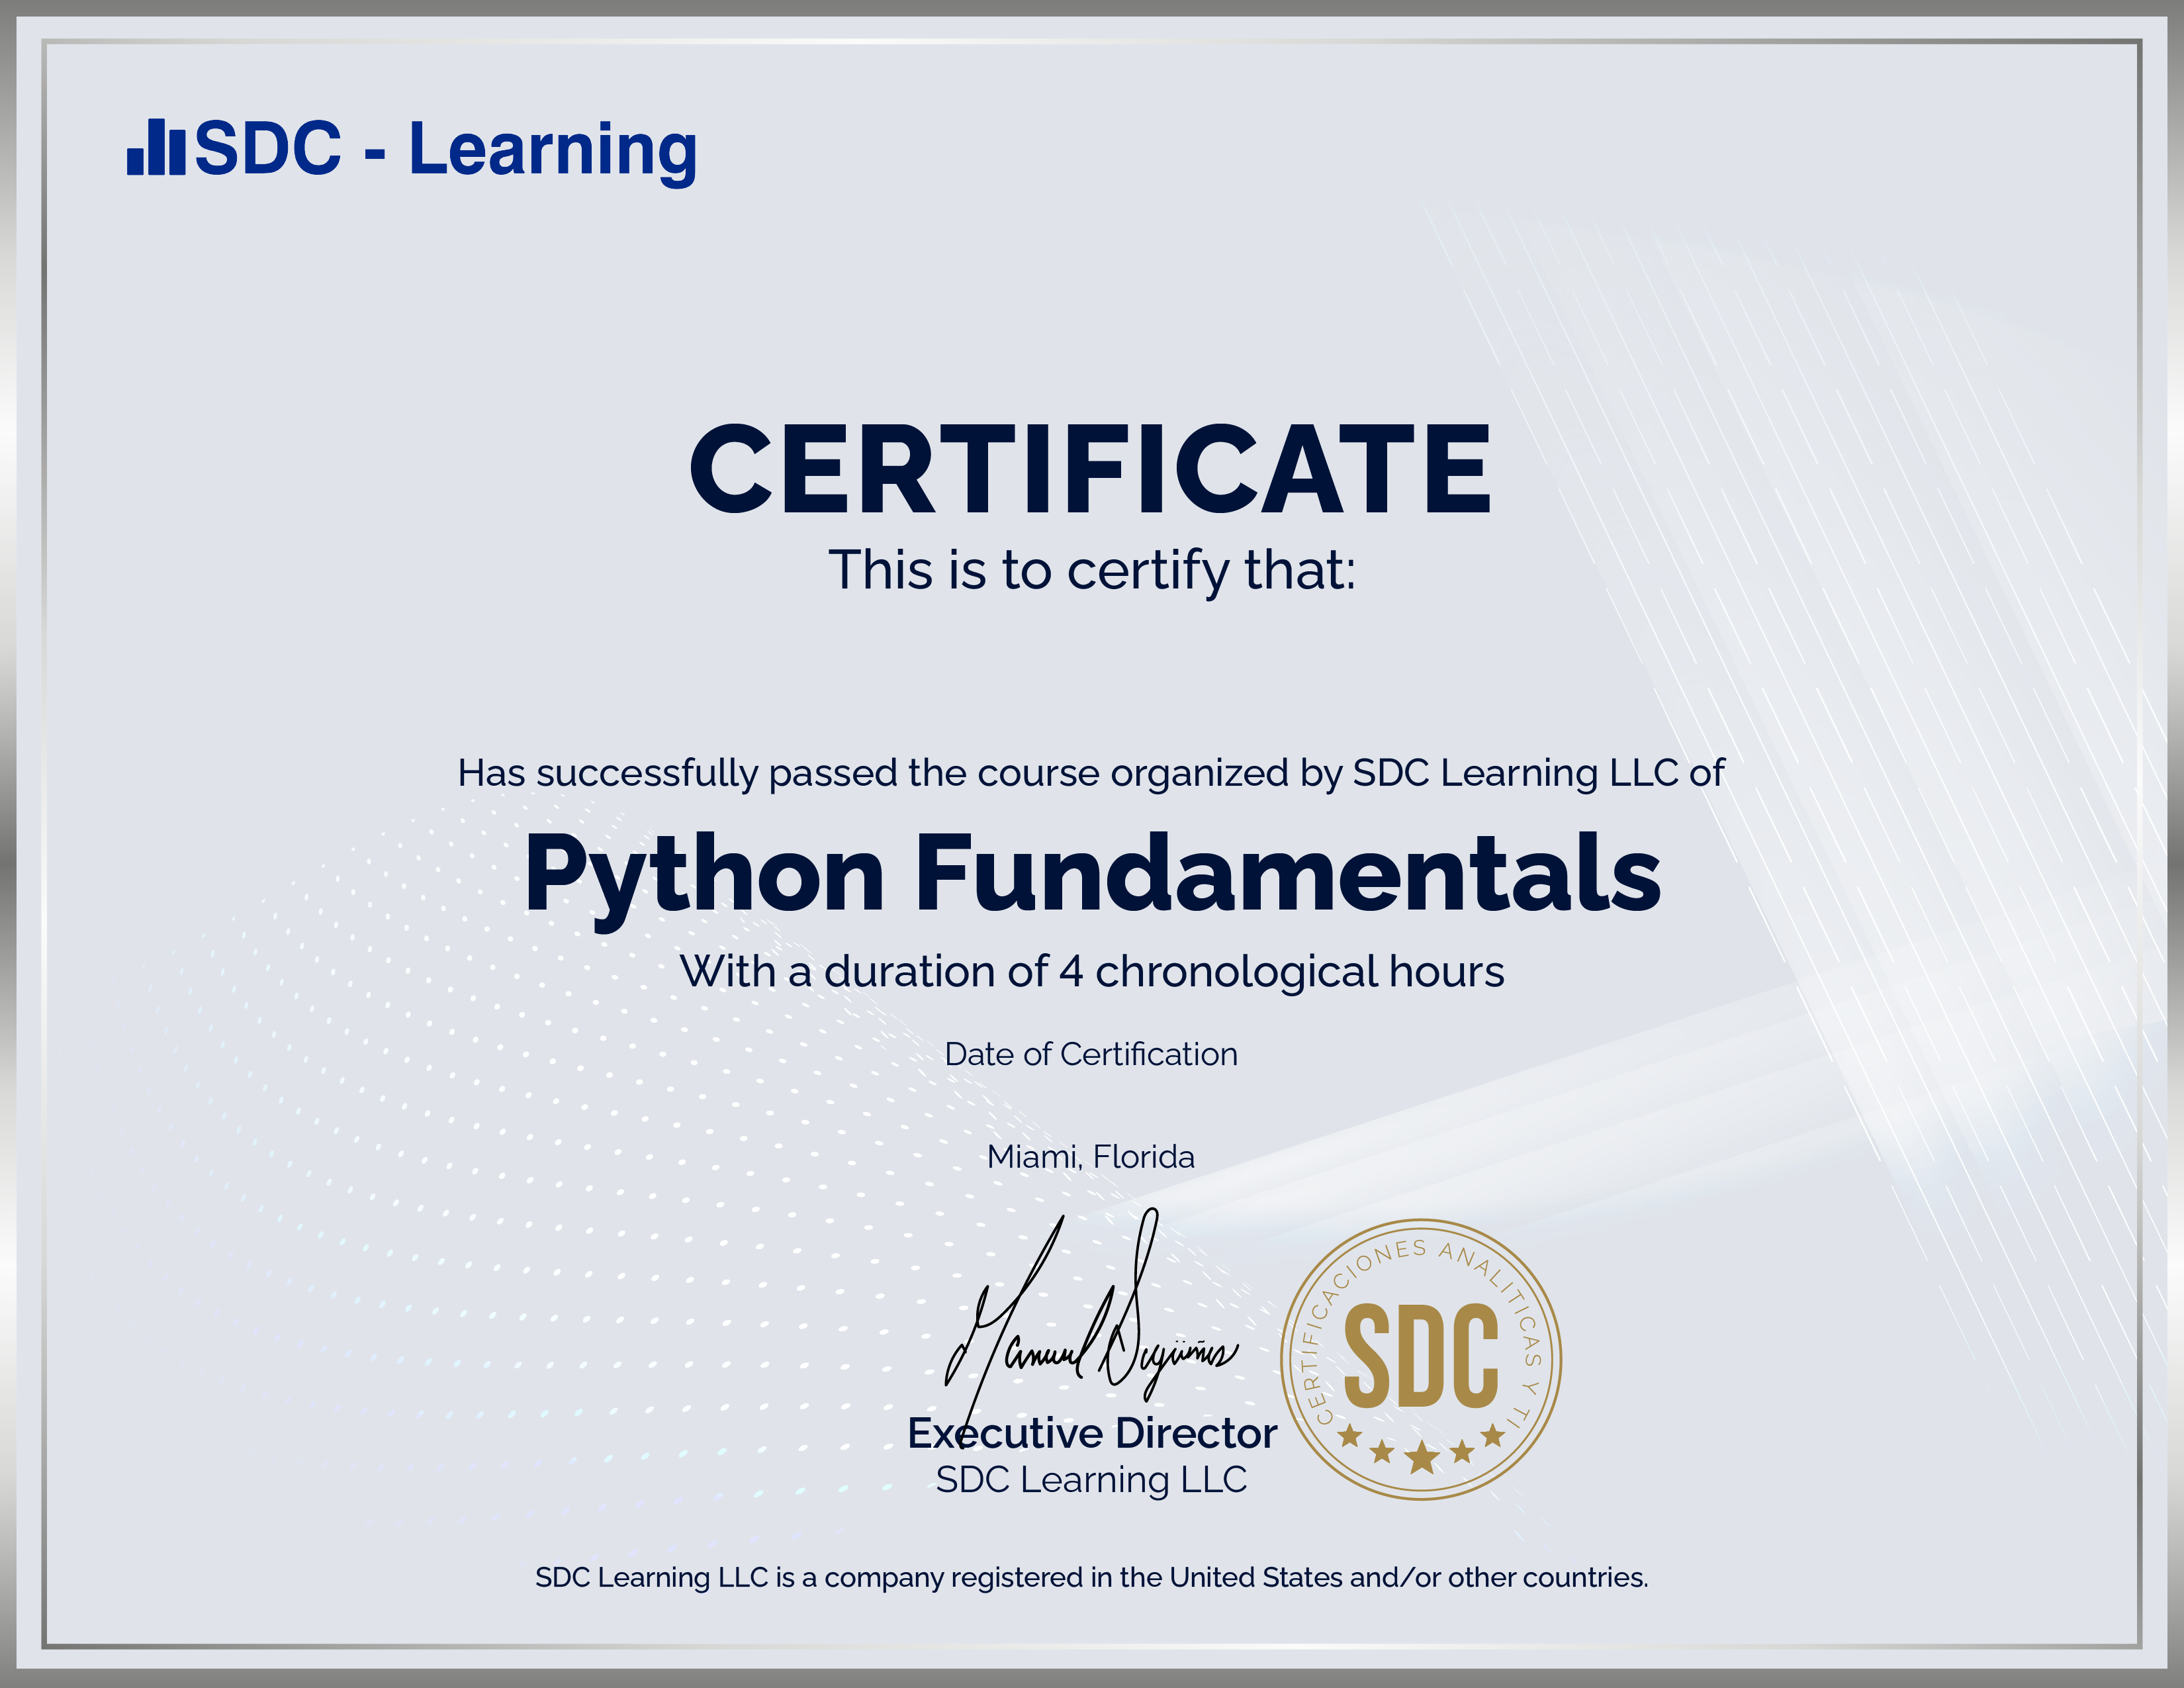 SDC - Learning
CERTIFICATE
This is to certify that:
Has successfully passed the course organized by SDC Learning LLC of
Python Fundamentals
With a duration of 4 chronological hours
Date of Certification
Miami, Florida
Executive Director
SDC Learning LLC
CERTIFICACIONES ANALITICAS Y TI
SDC
SDC Learning LLC is a company registered in the United States and/or other countries.